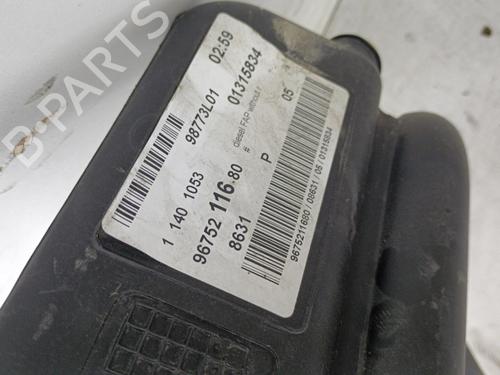 1 140 1053 98773L01 02:59
96752 116.80 diesel FAP without r 01315834
8631 # P 05
9675211680 / 08631 / 05 / 01315834
B